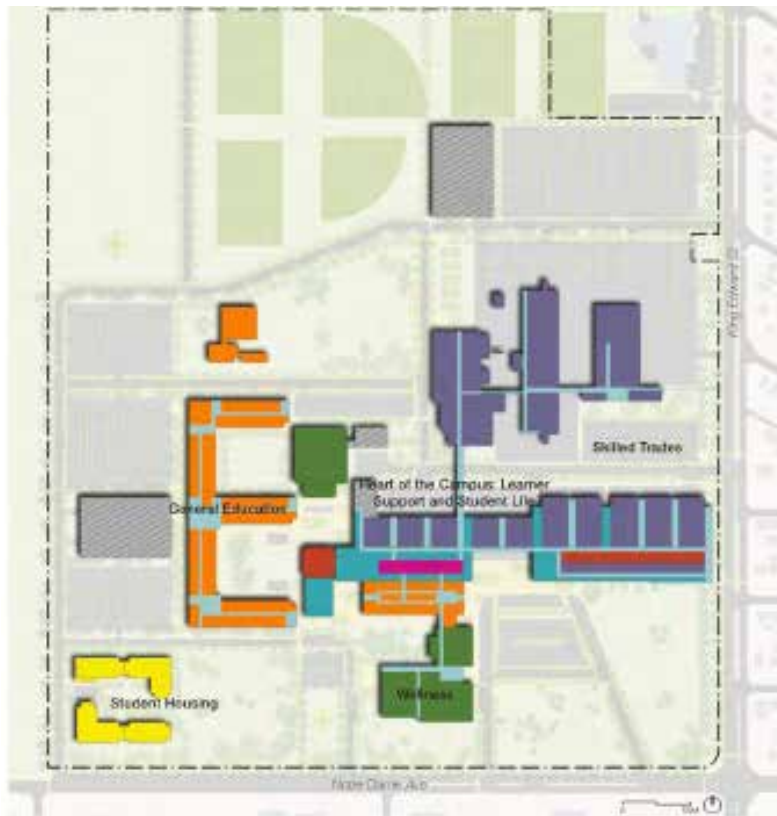 King Edward St
Skilled Trades
Heart of the Campus: Learner
Support and Student Life
General Education
Wellness
Student Housing
Notre Dame Ave